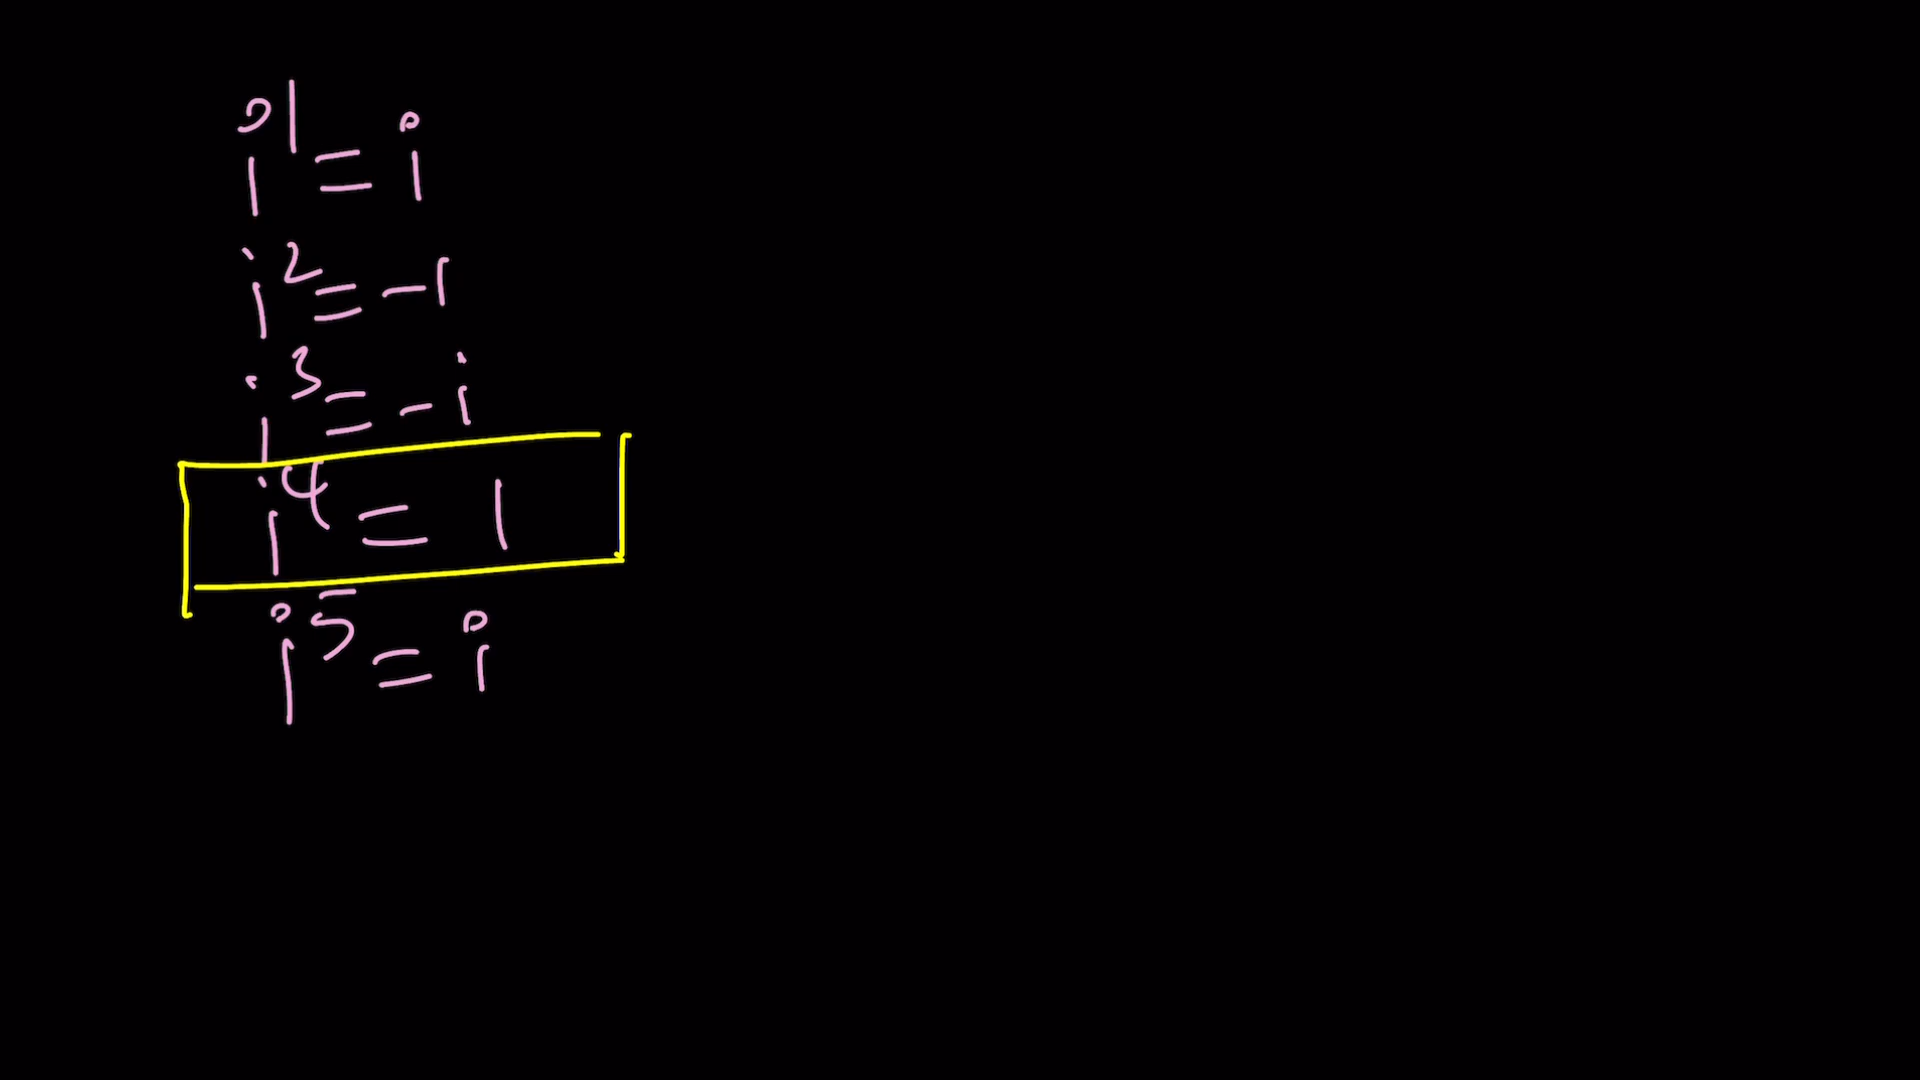 i¹ = i
i² = -1
i³ = -i
i⁴ = 1
i⁵ = i